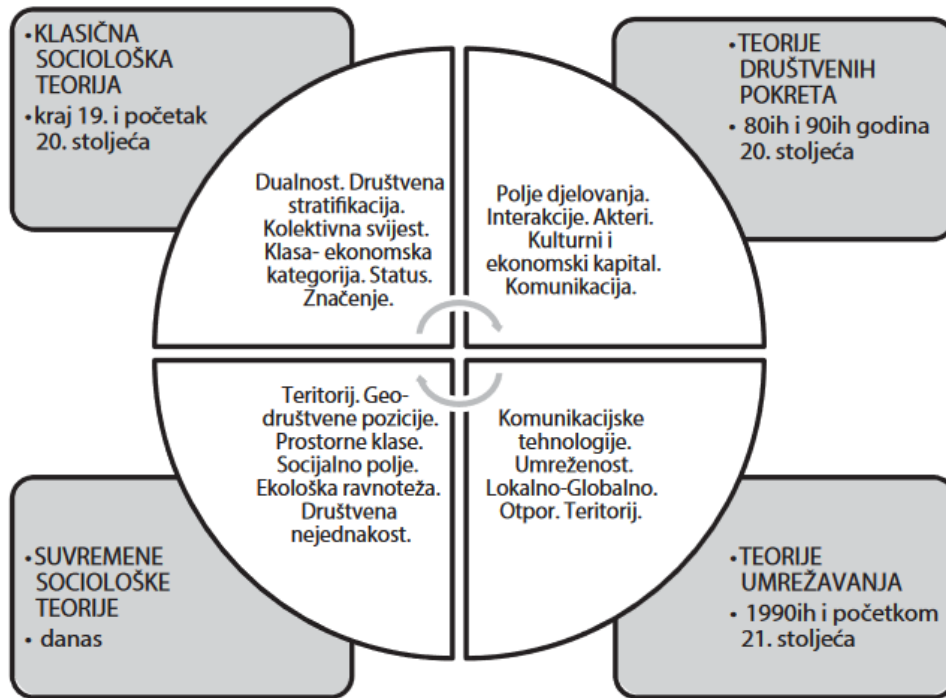 •KLASIČNA
SOCIOLOŠKA
TEORIJA
•kraj 19. i početak
20. stoljeća
•TEORIJE
DRUŠTVENIH
POKRETA
• 80ih i 90ih godina
20. stoljeća
Dualnost. Društvena
stratifikacija.
Kolektivna svijest.
Klasa- ekonomska
kategorija. Status.
Značenje.
Polje djelovanja.
Interakcije. Akteri.
Kulturni i
ekonomski kapital.
Komunikacija.
Teritorij. Geo-
društvene pozicije.
Prostorne klase.
Socijalno polje.
Ekološka ravnoteža.
Društvena
nejednakost.
Komunikacijske
tehnologije.
Umreženost.
Lokalno-Globalno.
Otpor. Teritorij.
•SUVREMENE
SOCIOLOŠKE
TEORIJE
• danas
•TEORIJE
UMREŽAVANJA
• 1990ih i početkom
21. stoljeća